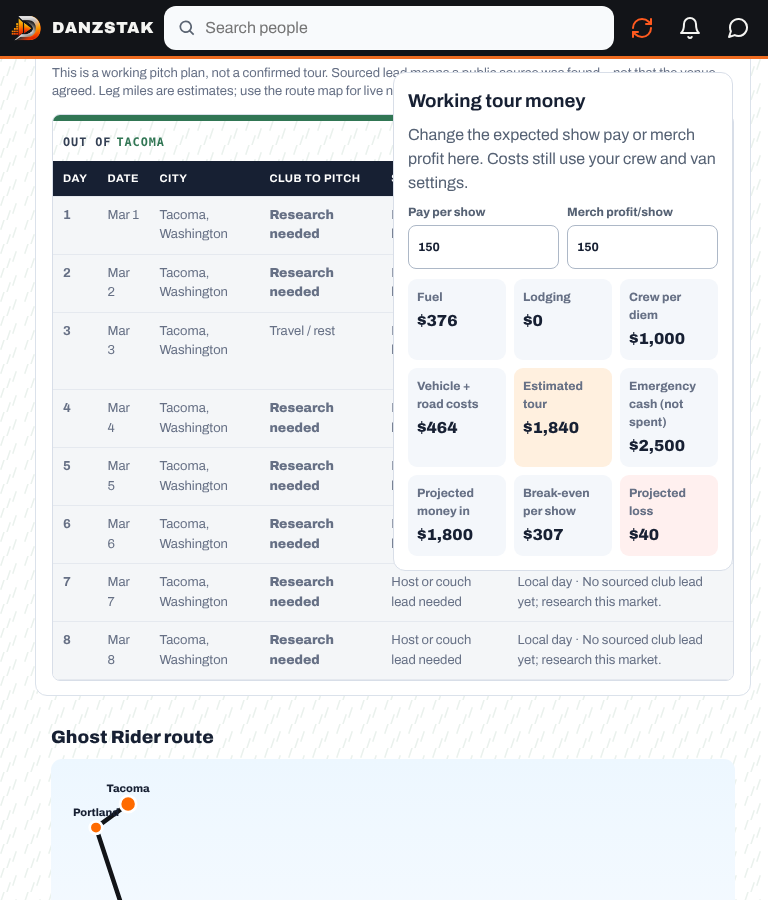 DANZSTAK
Search people
This is a working pitch plan, not a confirmed tour. Sourced lead means a public source was found — not that the venue
agreed. Leg miles are estimates; use the route map for live n
Working tour money
Change the expected show pay or merch
profit here. Costs still use your crew and van
settings.
Pay per show
Merch profit/show
150
150
Fuel
$376
Lodging
$0
Crew per
diem
$1,000
Vehicle +
road costs
$464
Estimated
tour
$1,840
Emergency
cash (not
spent)
$2,500
Projected
money in
$1,800
Break-even
per show
$307
Projected
loss
$40
OUT OF TACOMA
DAY DATE CITY CLUB TO PITCH
1 Mar 1 Tacoma, Research
Washington needed
2 Mar Tacoma, Research
2 Washington needed
3 Mar Tacoma, Travel / rest
3 Washington
4 Mar Tacoma, Research
4 Washington needed
5 Mar Tacoma, Research
5 Washington needed
6 Mar Tacoma, Research
6 Washington needed
7 Mar Tacoma, Research Host or couch Local day · No sourced club lead
7 Washington needed lead needed yet; research this market.
8 Mar Tacoma, Research Host or couch Local day · No sourced club lead
8 Washington needed lead needed yet; research this market.
Ghost Rider route
Tacoma
Portland